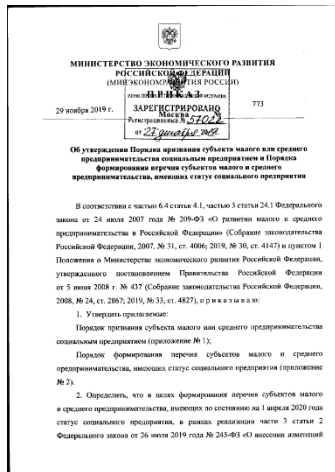 МИНИСТЕРСТВО ЭКОНОМИЧЕСКОГО РАЗВИТИЯ
РОССИЙСКОЙ ФЕДЕРАЦИИ
(МИНЭКОНОМРАЗВИТИЯ РОССИИ)
ПРИКАЗ
ЗАРЕГИСТРИРОВАНО
29 ноября 2019 г.
Москва
773
Регистрационный № 57022
от 27 декабря 2019
Об утверждении Порядка признания субъекта малого или среднего
предпринимательства социальным предприятием и Порядка
формирования перечня субъектов малого и среднего
предпринимательства, имеющих статус социального предприятия
В соответствии с частью 6.4 статьи 4.1, частью 3 статьи 24.1 Федерального
закона от 24 июля 2007 года № 209-ФЗ «О развитии малого и среднего
предпринимательства в Российской Федерации» (Собрание законодательства
Российской Федерации, 2007, № 31, ст. 4006; 2019, № 30, ст. 4147) и пунктом 1
Положения о Министерстве экономического развития Российской Федерации,
утвержденного постановлением Правительства Российской Федерации
от 5 июня 2008 г. № 437 (Собрание законодательства Российской Федерации,
2008, № 24, ст. 2867; 2019, № 33, ст. 4827), приказываю:
1. Утвердить прилагаемые:
Порядок признания субъекта малого или среднего предпринимательства
социальным предприятием (приложение № 1);
Порядок формирования перечня субъектов малого и среднего
предпринимательства, имеющих статус социального предприятия (приложение
№ 2).
2. Определить, что в целях формирования перечня субъектов малого
и среднего предпринимательства, имеющих по состоянию на 1 апреля 2020 года
статус социального предприятия, в рамках реализации части 3 статьи 2
Федерального закона от 26 июля 2019 года № 245-ФЗ «О внесении изменений